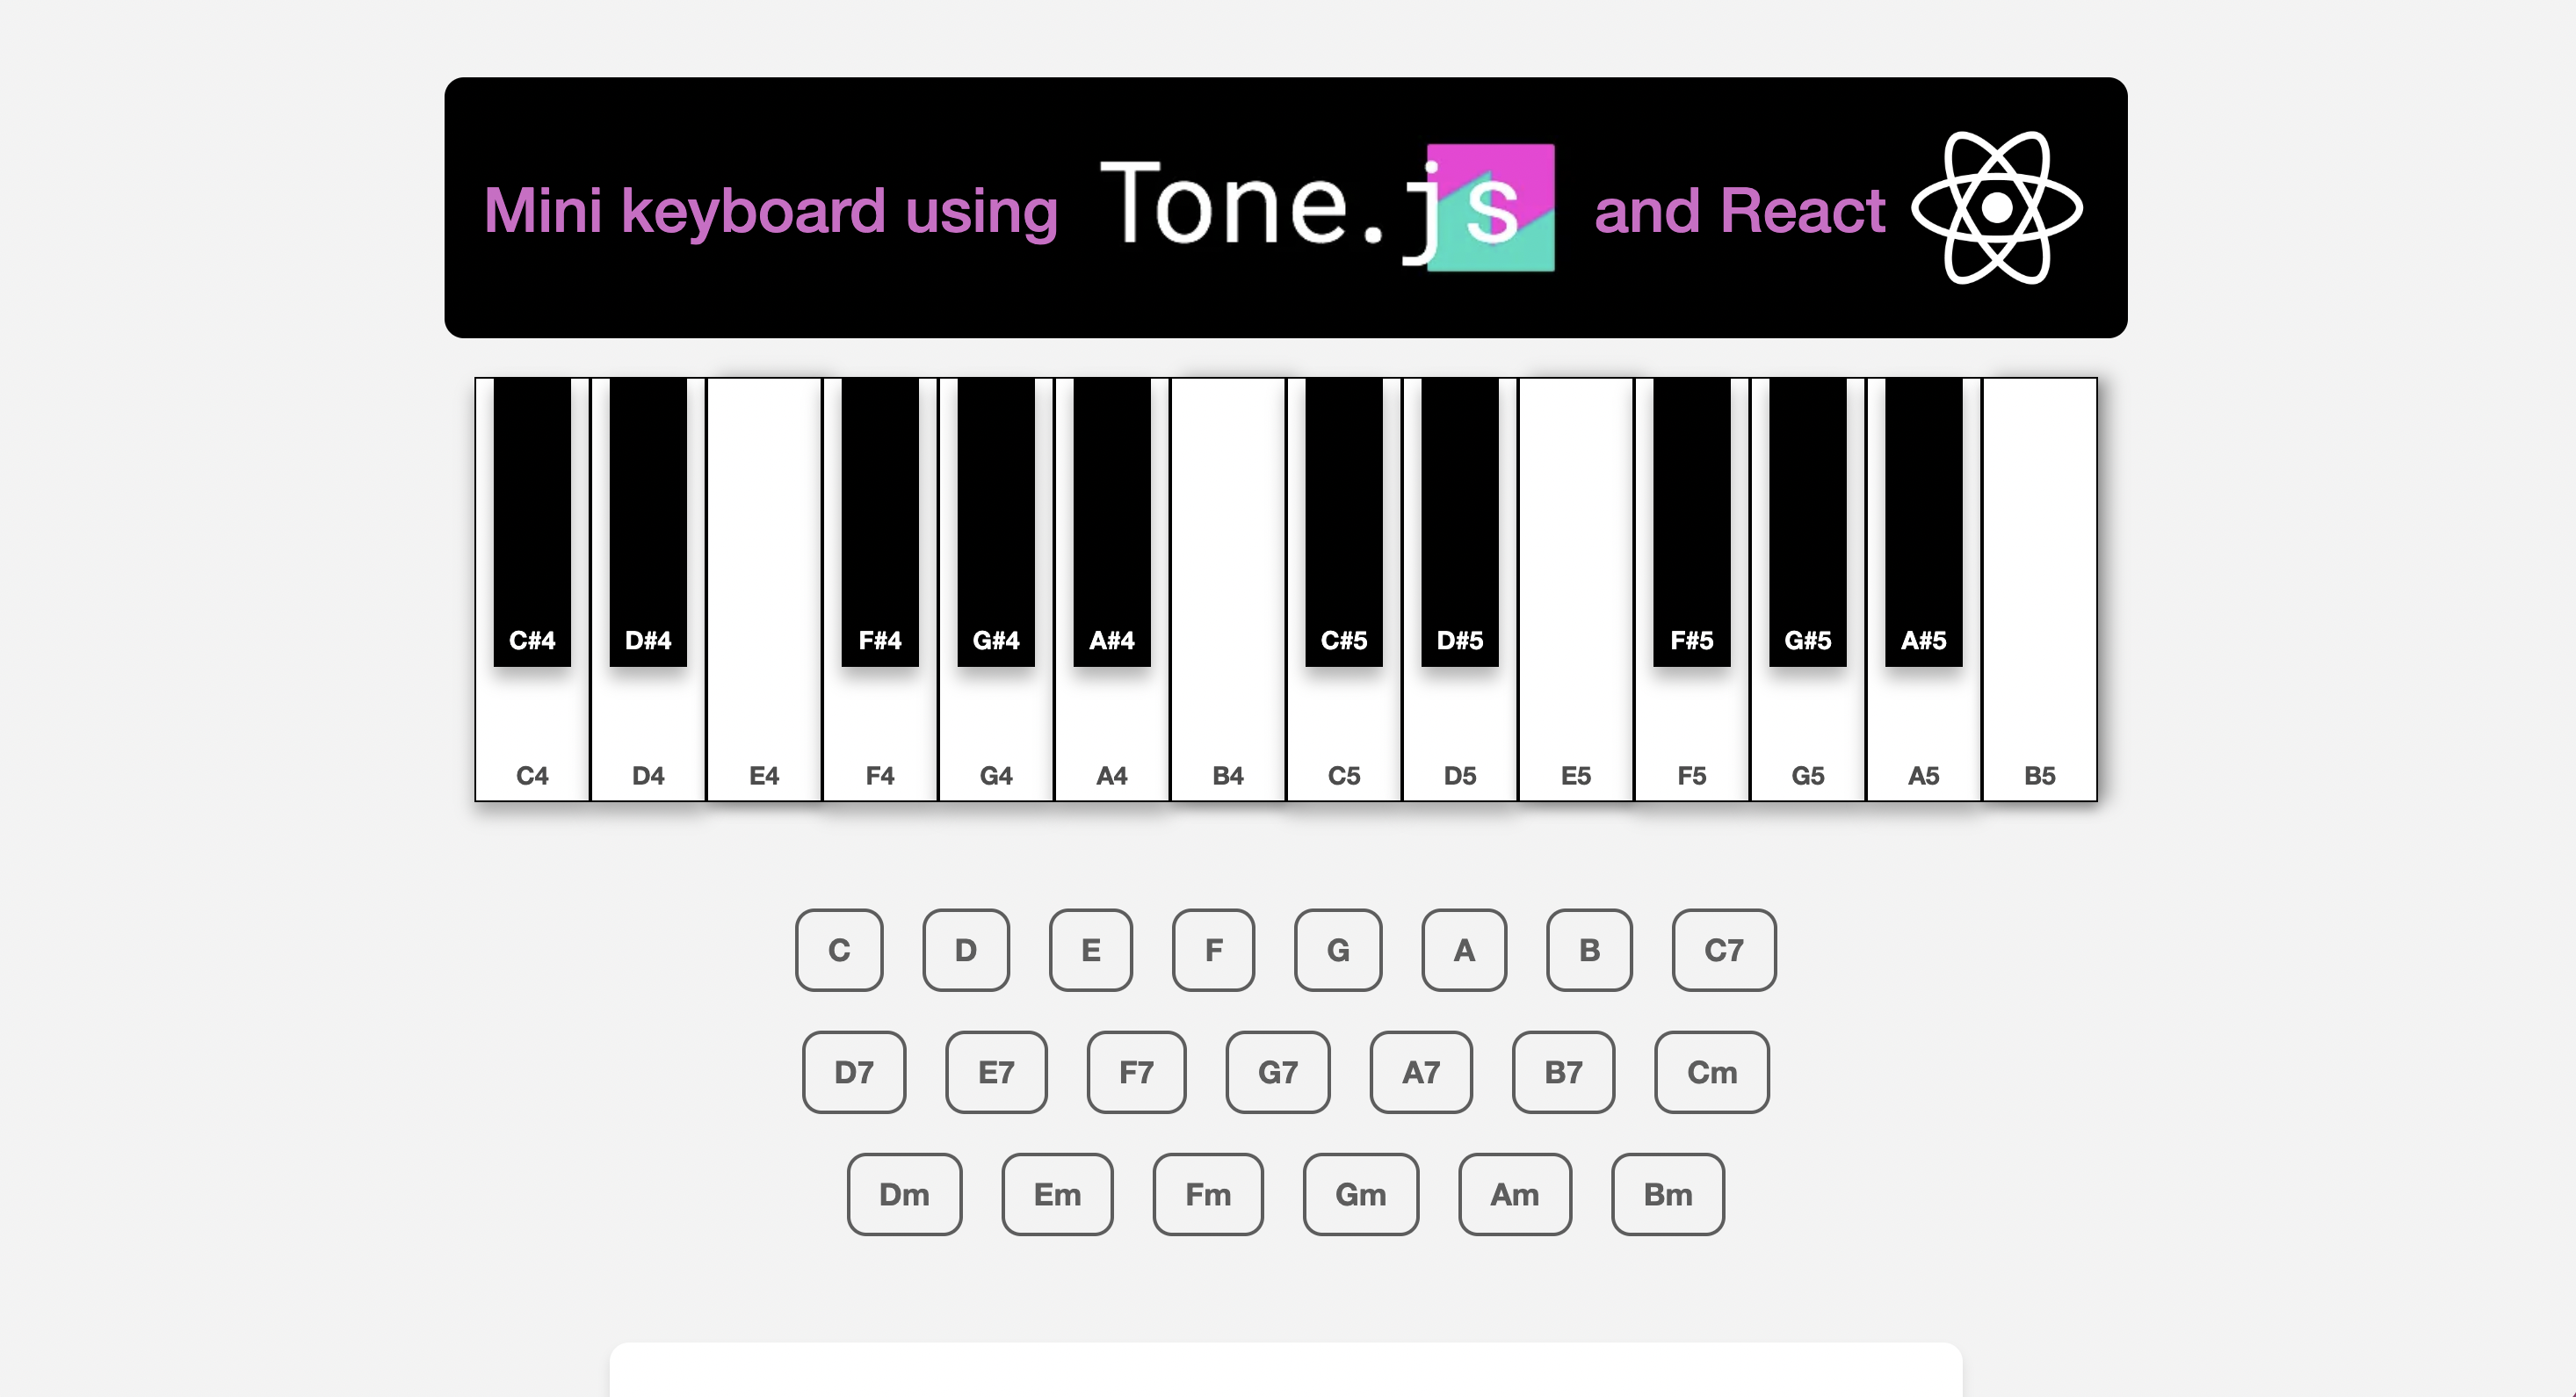 Mini keyboard using Tone.js and React
C#4 D#4 F#4 G#4 A#4 C#5 D#5 F#5 G#5 A#5
C4 D4 E4 F4 G4 A4 B4 C5 D5 E5 F5 G5 A5 B5
C D E F G A B C7
D7 E7 F7 G7 A7 B7 Cm
Dm Em Fm Gm Am Bm